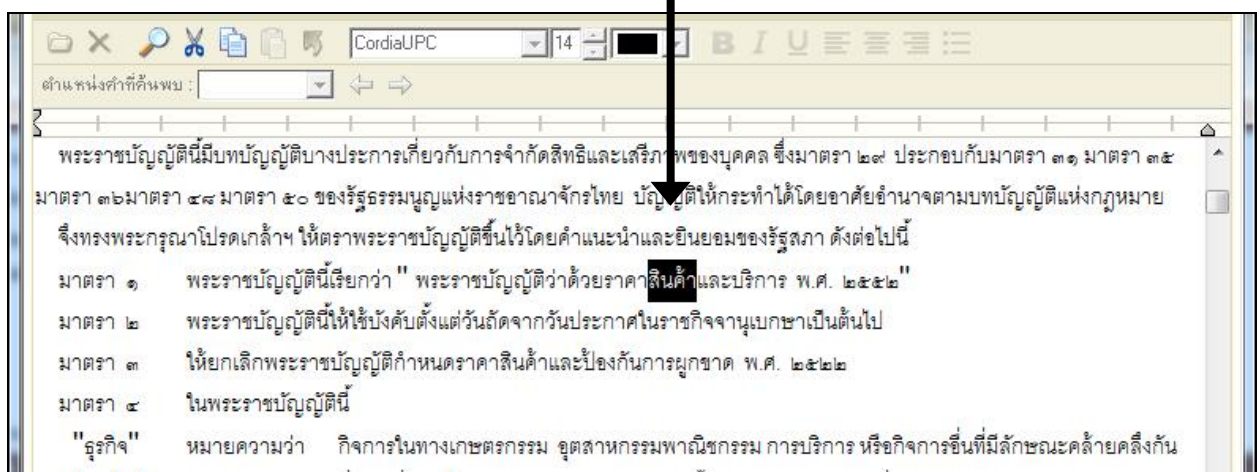 CordiaUPC 14 B I U
ตำแหน่งคำที่ค้นพบ :
พระราชบัญญัตินี้มีบทบัญญัติบางประการเกี่ยวกับการจำกัดสิทธิและเสรีภาพของบุคคล ซึ่งมาตรา ๒๙ ประกอบกับมาตรา ๓๑ มาตรา ๓๕
มาตรา ๓๖มาตรา ๔๘ มาตรา ๕๐ ของรัฐธรรมนูญแห่งราชอาณาจักรไทย บัญญัติให้กระทำได้โดยอาศัยอำนาจตามบทบัญญัติแห่งกฎหมาย
จึงทรงพระกรุณาโปรดเกล้าฯ ให้ตราพระราชบัญญัติขึ้นไว้โดยคำแนะนำและยินยอมของรัฐสภา ดังต่อไปนี้
มาตรา ๑ พระราชบัญญัตินี้เรียกว่า " พระราชบัญญัติว่าด้วยราคาสินค้าและบริการ พ.ศ. ๒๕๕๒"
มาตรา ๒ พระราชบัญญัตินี้ให้ใช้บังคับตั้งแต่วันถัดจากวันประกาศในราชกิจจานุเบกษาเป็นต้นไป
มาตรา ๓ ให้ยกเลิกพระราชบัญญัติกำหนดราคาสินค้าและป้องกันการผูกขาด พ.ศ. ๒๕๒๒
มาตรา ๔ ในพระราชบัญญัตินี้
"ธุรกิจ" หมายความว่า กิจการในทางเกษตรกรรม อุตสาหกรรมพาณิชกรรม การบริการ หรือกิจการอื่นที่มีลักษณะคล้ายคลึงกัน